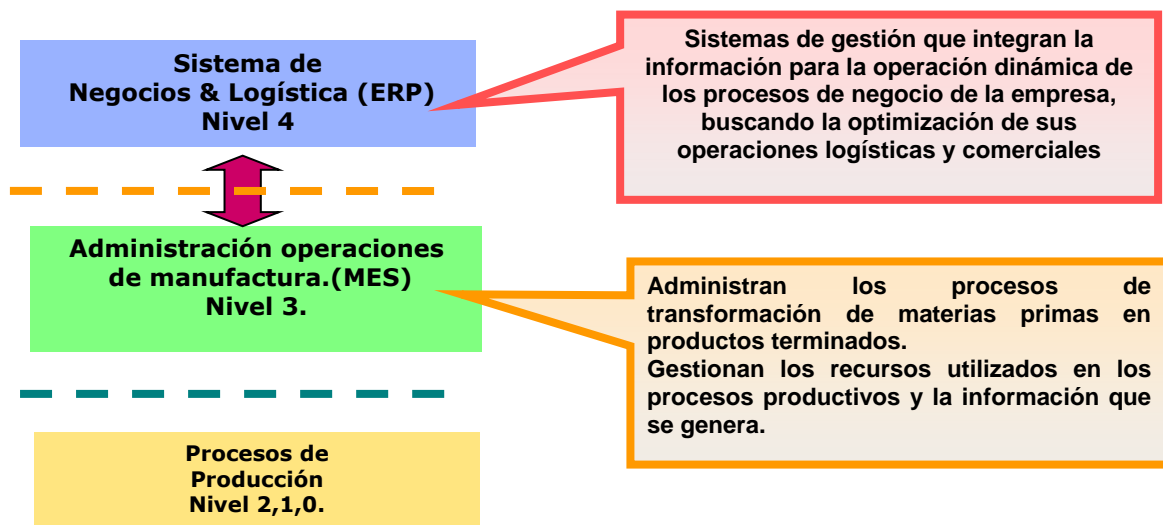 Sistema de
Negocios & Logística (ERP)
Nivel 4
Sistemas de gestión que integran la
información para la operación dinámica de
los procesos de negocio de la empresa,
buscando la optimización de sus
operaciones logísticas y comerciales
Administración operaciones
de manufactura.(MES)
Nivel 3.
Administran los procesos de
transformación de materias primas en
productos terminados.
Gestionan los recursos utilizados en los
procesos productivos y la información que
se genera.
Procesos de
Producción
Nivel 2,1,0.